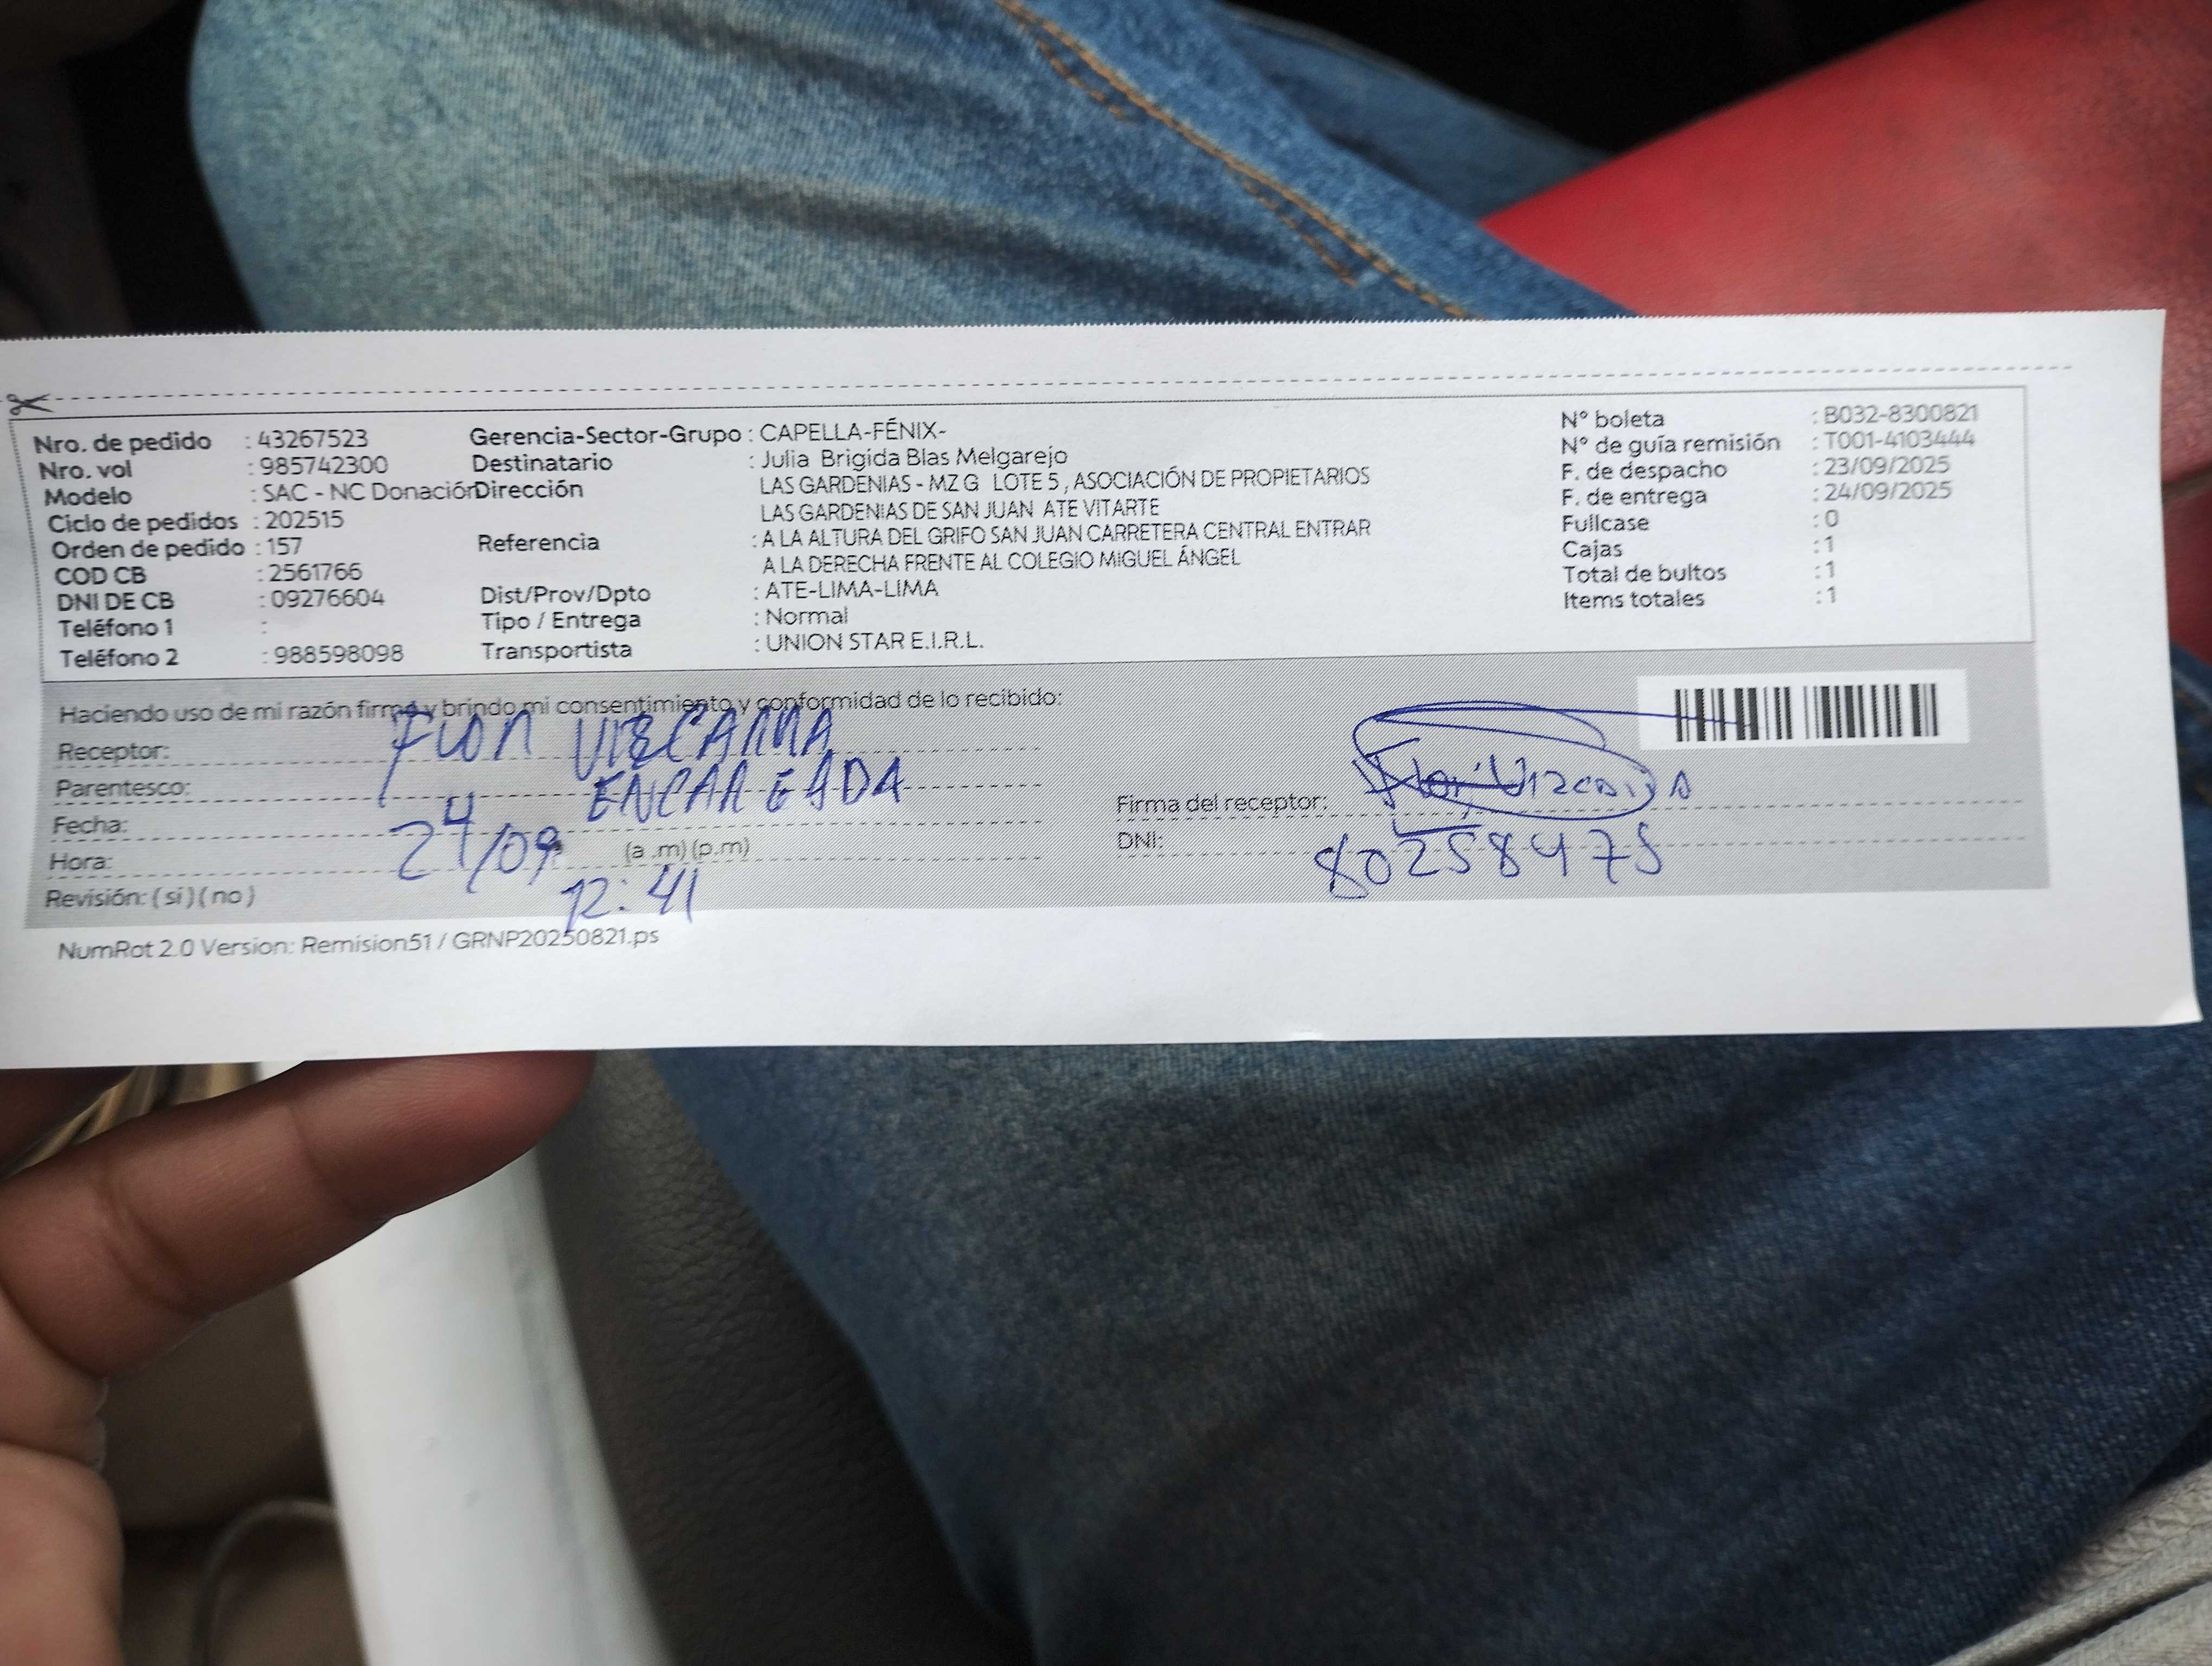 Nro. de pedido : 43267523
Nro. vol : 985742300
Modelo : SAC - NC Donación
Ciclo de pedidos : 202515
Orden de pedido : 157
COD CB : 2561766
DNI DE CB : 09276604
Teléfono 1 :
Teléfono 2 : 988598098
Gerencia-Sector-Grupo : CAPELLA-FÉNIX-
Destinatario : Julia Brigida Blas Melgarejo
Dirección LAS GARDENIAS - MZ G LOTE 5 , ASOCIACIÓN DE PROPIETARIOS
LAS GARDENIAS DE SAN JUAN ATE VITARTE
Referencia : A LA ALTURA DEL GRIFO SAN JUAN CARRETERA CENTRAL ENTRAR
A LA DERECHA FRENTE AL COLEGIO MIGUEL ÁNGEL
Dist/Prov/Dpto : ATE-LIMA-LIMA
Tipo / Entrega : Normal
Transportista : UNION STAR E.I.R.L.
N° boleta : B032-8300821
N° de guía remisión : T001-4103444
F. de despacho : 23/09/2025
F. de entrega : 24/09/2025
Fullcase : 0
Cajas : 1
Total de bultos : 1
Items totales : 1
Haciendo uso de mi razón firmo y brindo mi consentimiento y conformidad de lo recibido:
Receptor: FLOR VISCARRA
Parentesco: ENCARGADA
Fecha: 24/09
Hora: (a .m) (p.m) 12:41
Revisión: ( si ) ( no )
Firma del receptor:
DNI: 80258475
NumRot 2.0 Version: Remision51 / GRNP20250821.ps